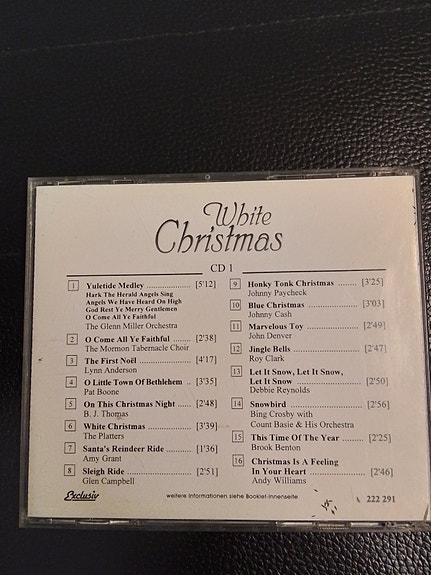 White
Christmas
CD 1
1 Yuletide Medley .................. [5'12]
Hark The Herald Angels Sing
Angels We Have Heard On High
God Rest Ye Merry Gentlemen
O Come All Ye Faithful
The Glenn Miller Orchestra
2 O Come All Ye Faithful ....... [2'38]
The Mormon Tabernacle Choir
3 The First Noël ...................... [4'17]
Lynn Anderson
4 O Little Town Of Bethlehem .. [3'35]
Pat Boone
5 On This Christmas Night ...... [2'48]
B. J. Thomas
6 White Christmas .................. [3'39]
The Platters
7 Santa's Reindeer Ride ......... [1'36]
Amy Grant
8 Sleigh Ride ........................... [2'51]
Glen Campbell
9 Honky Tonk Christmas ....... [3'25]
Johnny Paycheck
10 Blue Christmas .................... [3'03]
Johnny Cash
11 Marvelous Toy ..................... [2'49]
John Denver
12 Jingle Bells ........................... [2'47]
Roy Clark
13 Let It Snow, Let It Snow,
Let It Snow .......................... [2'50]
Debbie Reynolds
14 Snowbird .............................. [2'56]
Bing Crosby with
Count Basie & His Orchestra
15 This Time Of The Year ........ [2'25]
Brook Benton
16 Christmas Is A Feeling
In Your Heart ...................... [2'46]
Andy Williams
Exclusiv weitere Informationen siehe Booklet-Innenseite 222 291